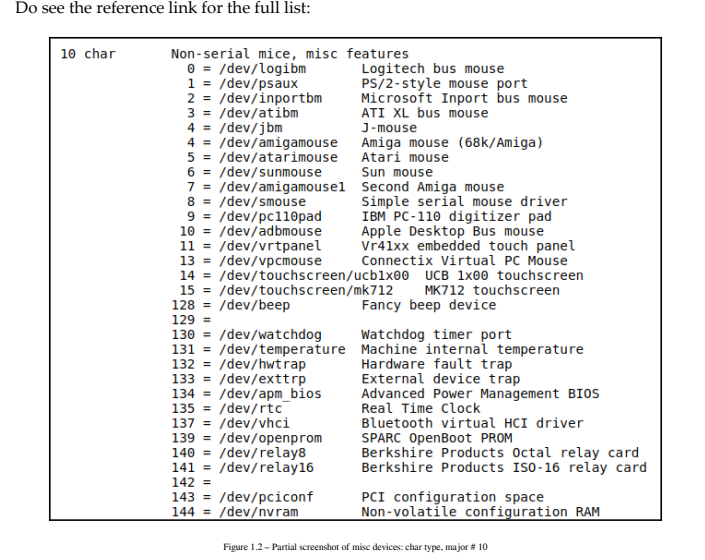 Do see the reference link for the full list:
10 char Non-serial mice, misc features
0 = /dev/logibm Logitech bus mouse
1 = /dev/psaux PS/2-style mouse port
2 = /dev/inportbm Microsoft Inport bus mouse
3 = /dev/atibm ATI XL bus mouse
4 = /dev/jbm J-mouse
4 = /dev/amigamouse Amiga mouse (68k/Amiga)
5 = /dev/atarimouse Atari mouse
6 = /dev/sunmouse Sun mouse
7 = /dev/amigamouse1 Second Amiga mouse
8 = /dev/smouse Simple serial mouse driver
9 = /dev/pc110pad IBM PC-110 digitizer pad
10 = /dev/adbmouse Apple Desktop Bus mouse
11 = /dev/vrtpanel Vr41xx embedded touch panel
13 = /dev/vpcmouse Connectix Virtual PC Mouse
14 = /dev/touchscreen/ucb1x00 UCB 1x00 touchscreen
15 = /dev/touchscreen/mk712 MK712 touchscreen
128 = /dev/beep Fancy beep device
129 =
130 = /dev/watchdog Watchdog timer port
131 = /dev/temperature Machine internal temperature
132 = /dev/hwtrap Hardware fault trap
133 = /dev/exttrp External device trap
134 = /dev/apm_bios Advanced Power Management BIOS
135 = /dev/rtc Real Time Clock
137 = /dev/vhci Bluetooth virtual HCI driver
139 = /dev/openprom SPARC OpenBoot PROM
140 = /dev/relay8 Berkshire Products Octal relay card
141 = /dev/relay16 Berkshire Products ISO-16 relay card
142 =
143 = /dev/pciconf PCI configuration space
144 = /dev/nvram Non-volatile configuration RAM
Figure 1.2 – Partial screenshot of misc devices: char type, major # 10